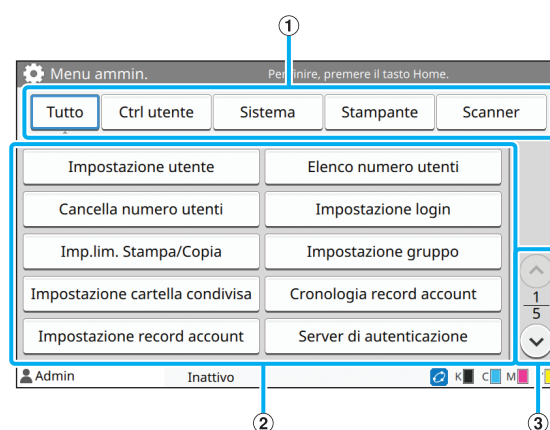 1
Menu ammin. Per finire, premere il tasto Home.
Tutto Ctrl utente Sistema Stampante Scanner
Impostazione utente Elenco numero utenti
Cancella numero utenti Impostazione login
Imp.lim. Stampa/Copia Impostazione gruppo
Impostazione cartella condivisa Cronologia record account
1
5
Impostazione record account Server di autenticazione
Admin Inattivo K C M
2 3